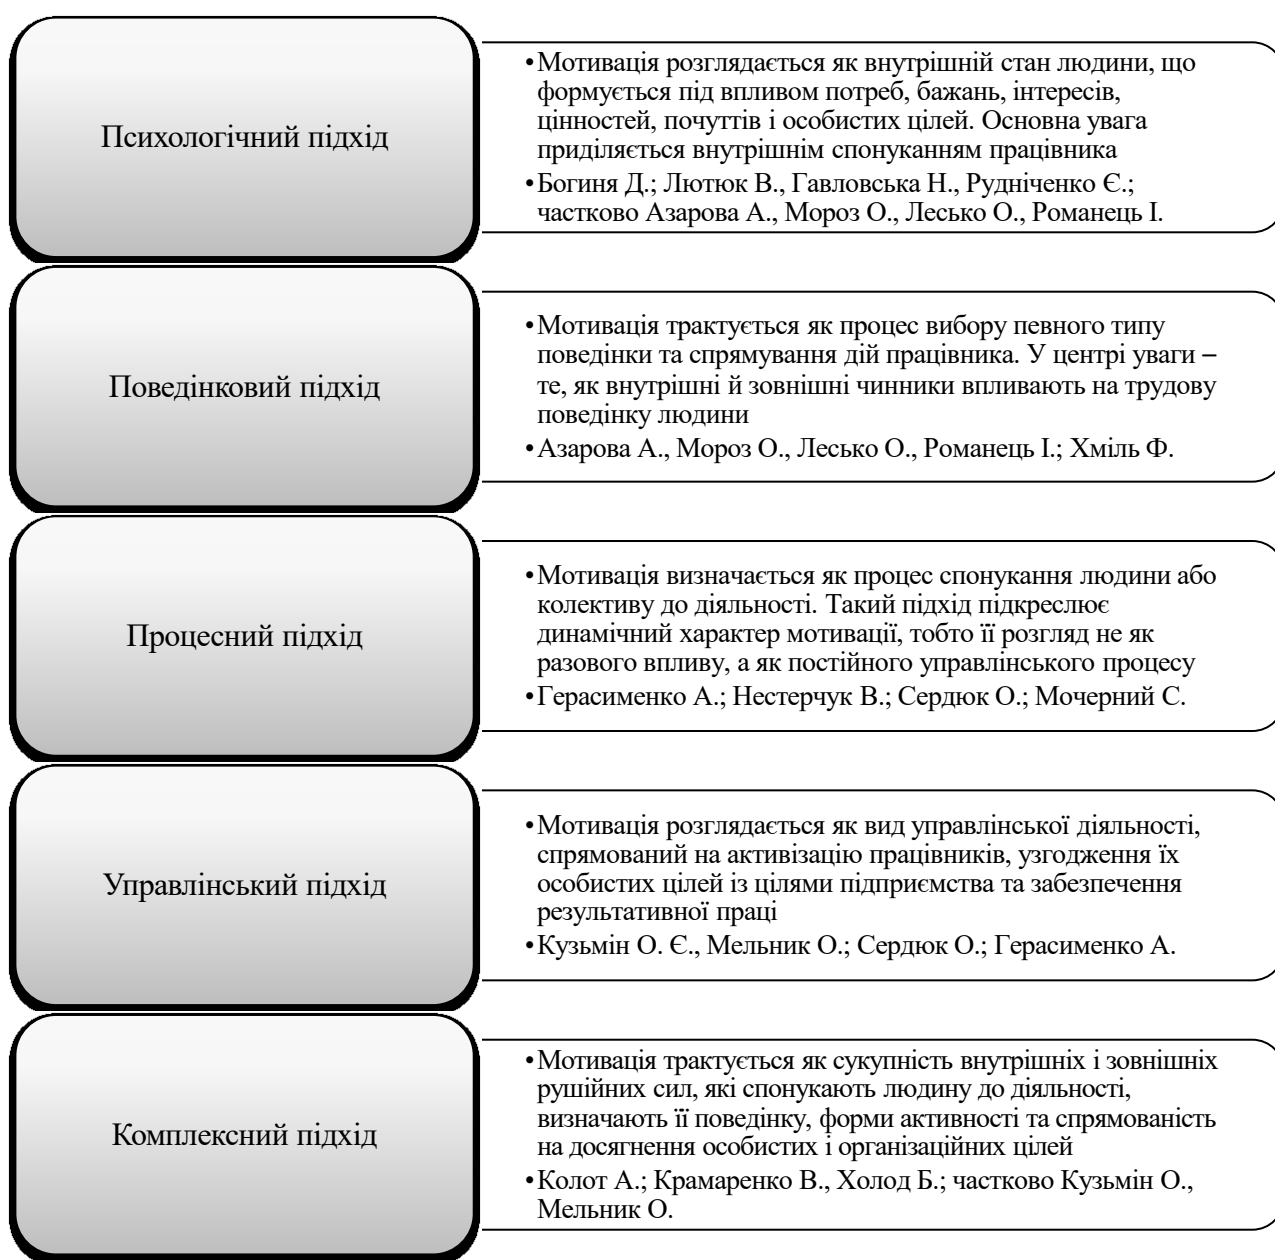 Психологічний підхід
•Мотивація розглядається як внутрішній стан людини, що
формується під впливом потреб, бажань, інтересів,
цінностей, почуттів і особистих цілей. Основна увага
приділяється внутрішнім спонуканням працівника
•Богиня Д.; Лютюк В., Гавловська Н., Рудніченко Є.;
частково Азарова А., Мороз О., Лесько О., Романець І.
Поведінковий підхід
•Мотивація трактується як процес вибору певного типу
поведінки та спрямування дій працівника. У центрі уваги –
те, як внутрішні й зовнішні чинники впливають на трудову
поведінку людини
•Азарова А., Мороз О., Лесько О., Романець І.; Хміль Ф.
Процесний підхід
•Мотивація визначається як процес спонукання людини або
колективу до діяльності. Такий підхід підкреслює
динамічний характер мотивації, тобто її розгляд не як
разового впливу, а як постійного управлінського процесу
•Герасименко А.; Нестерчук В.; Сердюк О.; Мочерний С.
Управлінський підхід
•Мотивація розглядається як вид управлінської діяльності,
спрямований на активізацію працівників, узгодження їх
особистих цілей із цілями підприємства та забезпечення
результативної праці
•Кузьмін О. Є., Мельник О.; Сердюк О.; Герасименко А.
Комплексний підхід
•Мотивація трактується як сукупність внутрішніх і зовнішніх
рушійних сил, які спонукають людину до діяльності,
визначають її поведінку, форми активності та спрямованість
на досягнення особистих і організаційних цілей
•Колот А.; Крамаренко В., Холод Б.; частково Кузьмін О.,
Мельник О.